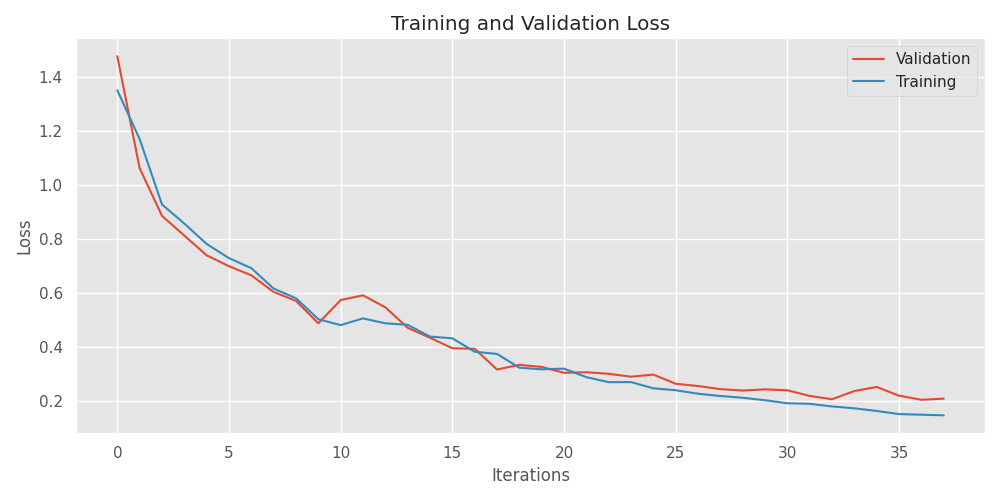 Training and Validation Loss
Validation
Training
1.4
1.2
1.0
0.8
0.6
0.4
0.2
Loss
0 5 10 15 20 25 30 35
Iterations